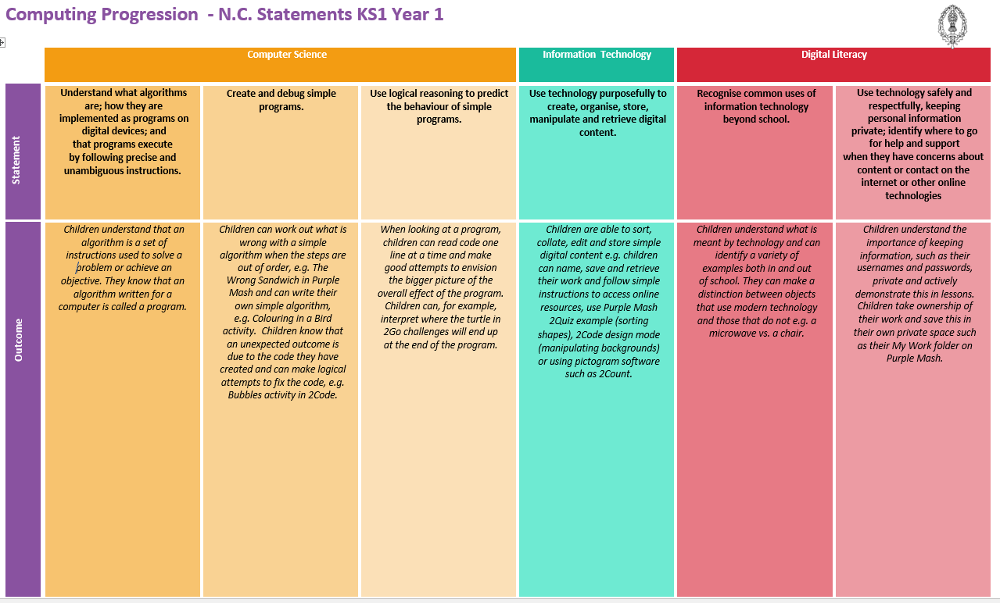 Computing Progression  - N.C. Statements KS1 Year 1
Computer Science
Information  Technology
Digital Literacy
Statement
Understand what algorithms
are; how they are
implemented as programs on
digital devices; and
that programs execute
by following precise and
unambiguous instructions.
Create and debug simple
programs.
Use logical reasoning to predict
the behaviour of simple
programs.
Use technology purposefully to
create, organise, store,
manipulate and retrieve digital
content.
Recognise common uses of
information technology
beyond school.
Use technology safely and
respectfully, keeping
personal information
private; identify where to go
for help and support
when they have concerns about
content or contact on the
internet or other online
technologies
Outcome
Children understand that an
algorithm is a set of
instructions used to solve a
problem or achieve an
objective. They know that an
algorithm written for a
computer is called a program.
Children can work out what is
wrong with a simple
algorithm when the steps are
out of order, e.g. The
Wrong Sandwich in Purple
Mash and can write their
own simple algorithm,
e.g. Colouring in a Bird
activity.  Children know that
an unexpected outcome is
due to the code they have
created and can make logical
attempts to fix the code, e.g.
Bubbles activity in 2Code.
When looking at a program,
children can read code one
line at a time and make
good attempts to envision
the bigger picture of the
overall effect of the program.
Children can, for example,
interpret where the turtle in
2Go challenges will end up
at the end of the program.
Children are able to sort,
collate, edit and store simple
digital content e.g. children
can name, save and retrieve
their work and follow simple
instructions to access online
resources, use Purple Mash
2Quiz example (sorting
shapes), 2Code design mode
(manipulating backgrounds)
or using pictogram software
such as 2Count.
Children understand what is
meant by technology and can
identify a variety of
examples both in and out
of school. They can make a
distinction between objects
that use modern technology
and those that do not e.g. a
microwave vs. a chair.
Children understand the
importance of keeping
information, such as their
usernames and passwords,
private and actively
demonstrate this in lessons.
Children take ownership of
their work and save this in
their own private space such
as their My Work folder on
Purple Mash.